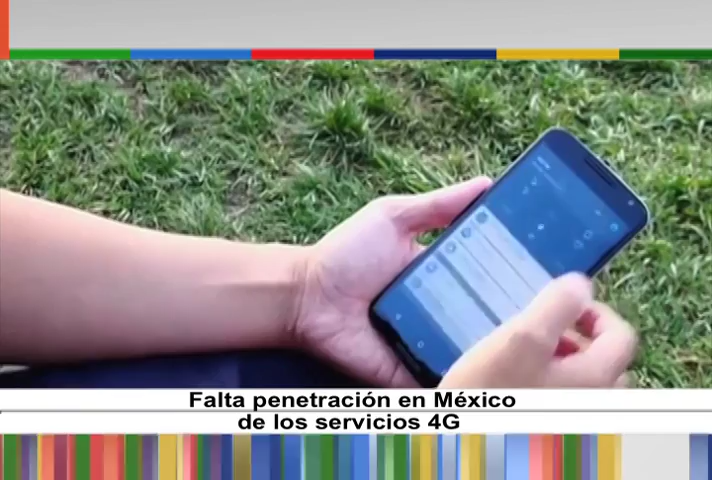 Falta penetración en México
de los servicios 4G